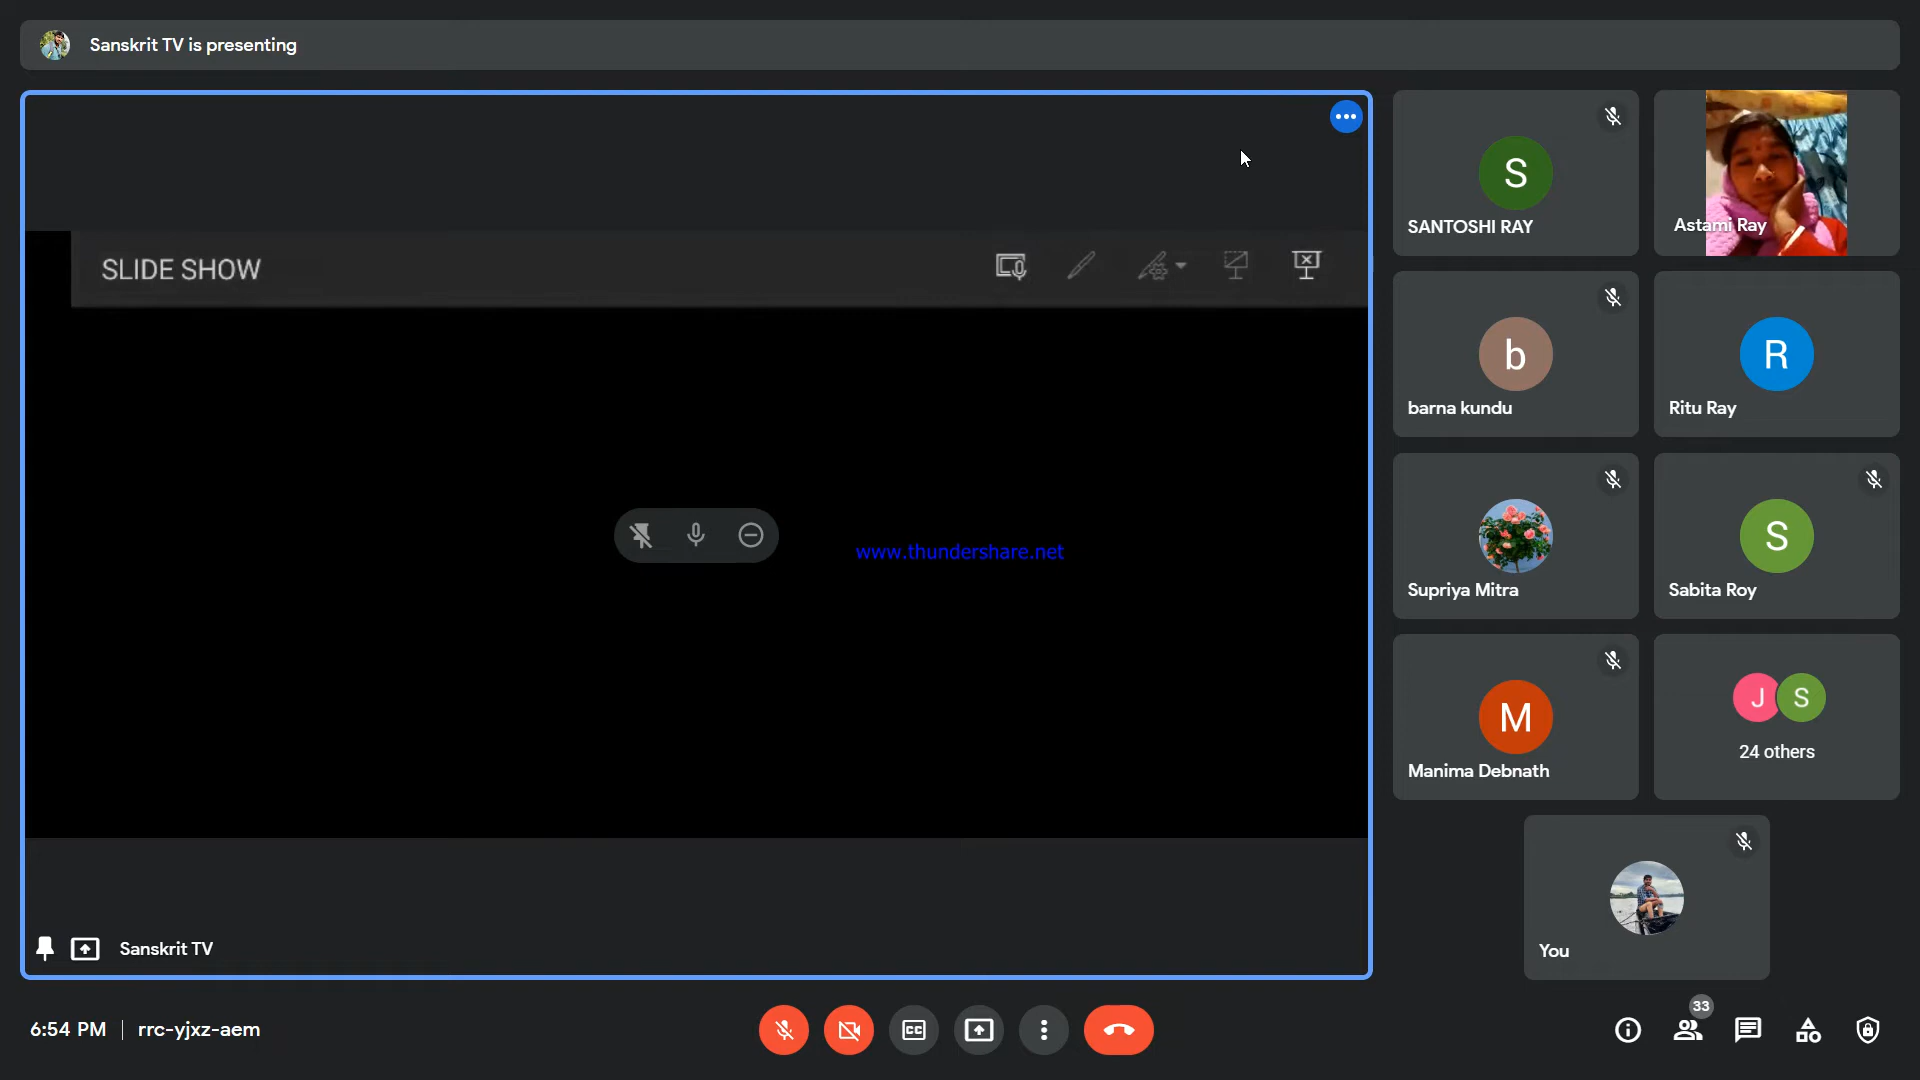 Sanskrit TV is presenting
SLIDE SHOW
www.thundershare.net
Sanskrit TV
S
SANTOSHI RAY
Astami Ray
b
barna kundu
R
Ritu Ray
Supriya Mitra
S
Sabita Roy
M
Manima Debnath
J
S
24 others
You
6:54 PM
rrc-yjxz-aem
CC
33